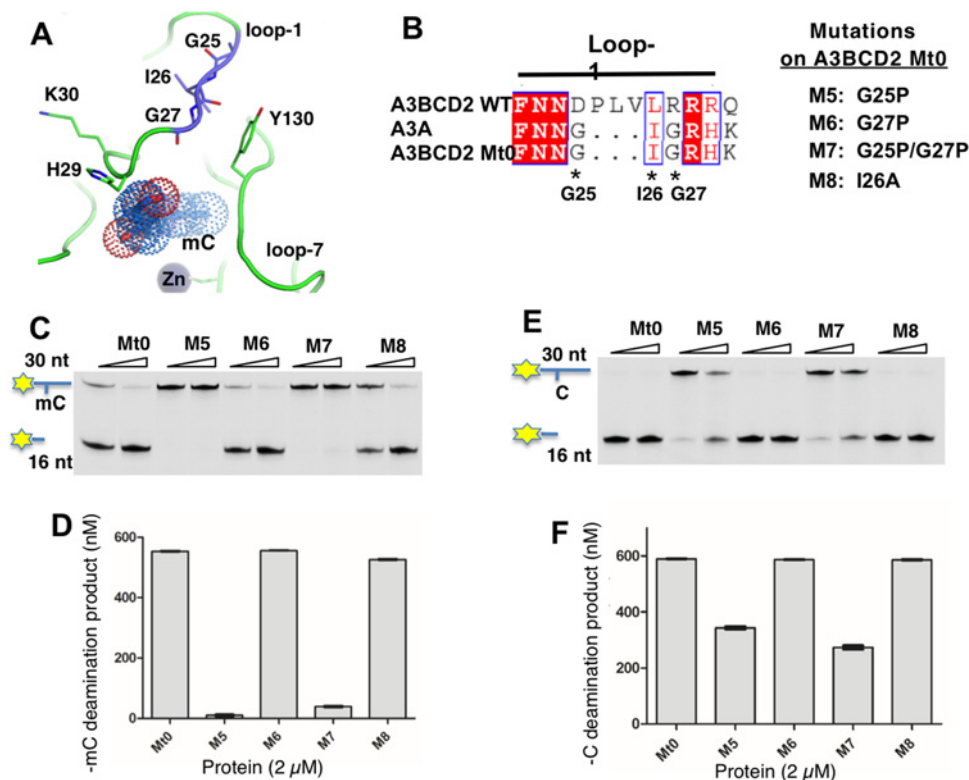 A
G25
loop-1
I26
K30
G27
Y130
H29
mC
loop-7
Zn
B
Loop-
1
A3BCD2 WT FNNDPLVLRRRQ
A3A FNNG...IGRHK
A3BCD2 Mt0 FNNG...IGRHK
* * *
G25 I26 G27
Mutations
on A3BCD2 Mt0
M5: G25P
M6: G27P
M7: G25P/G27P
M8: I26A
C
Mt0 M5 M6 M7 M8
30 nt
mC
16 nt
D
-mC deamination product (nM)
600
400
200
0
Mt0 M5 M6 M7 M8
Protein (2 µM)
E
Mt0 M5 M6 M7 M8
30 nt
C
16 nt
F
-C deamination product (nM)
600
400
200
0
Mt0 M5 M6 M7 M8
Protein (2 µM)